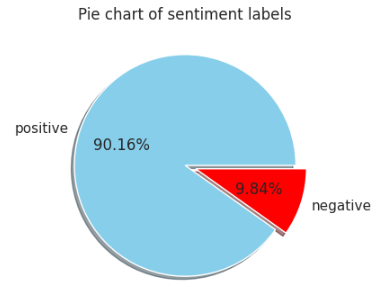 Pie chart of sentiment labels
positive
90.16%
9.84%
negative